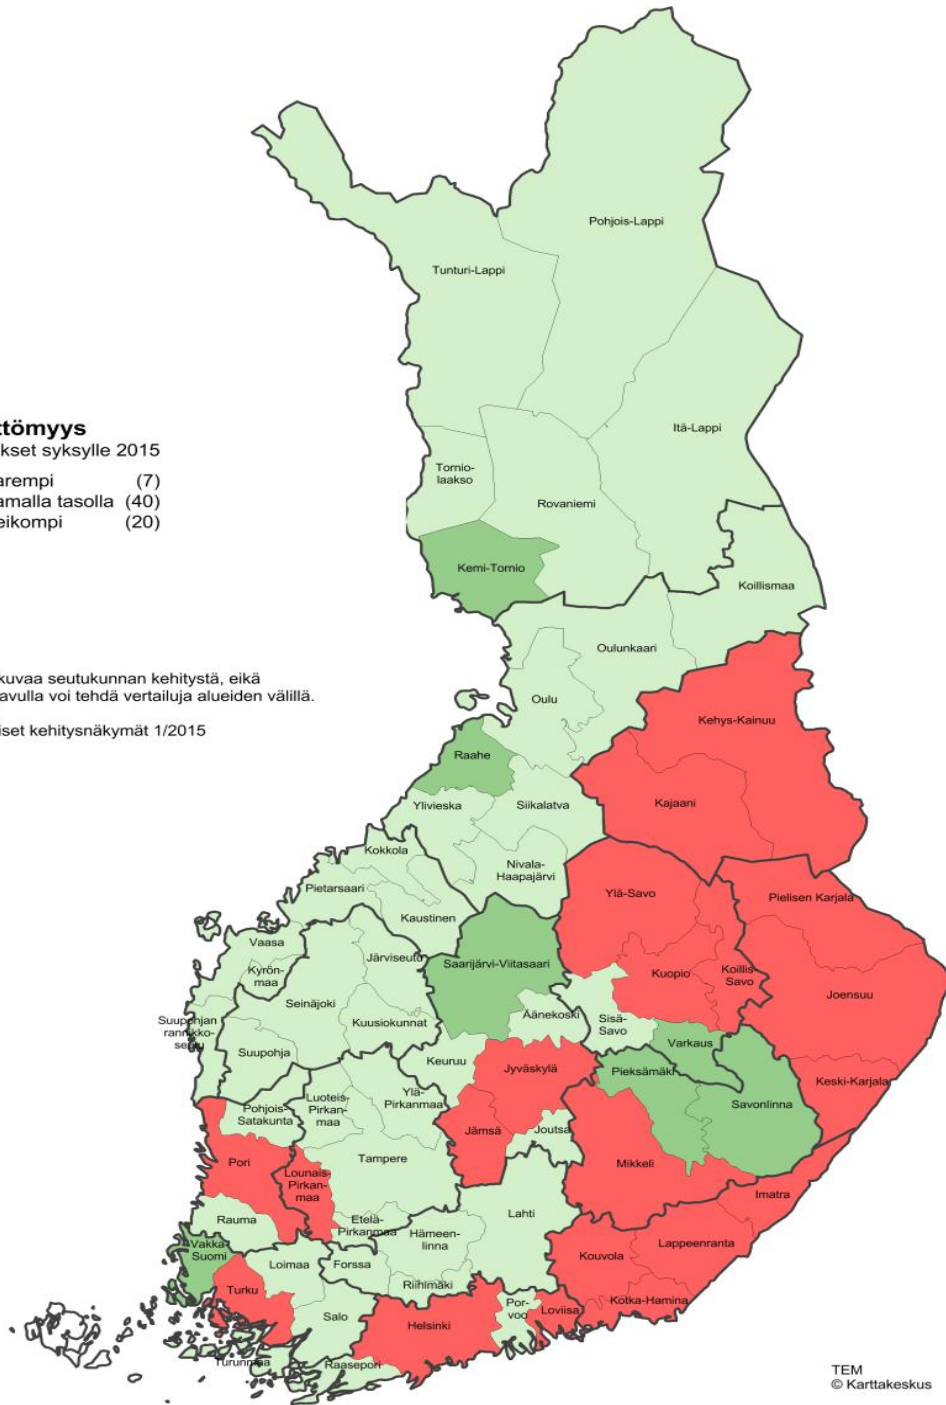 Pohjois-Lappi
Tunturi-Lappi
Itä-Lappi
ttömyys
kset syksylle 2015
arempi (7)
amalla tasolla (40)
eikompi (20)
Tornio-
laakso
Rovaniemi
Kemi-Tornio
Koillismaa
Oulunkaari
Oulu
kuvaa seutukunnan kehitystä, eikä
avulla voi tehdä vertailuja alueiden välillä.
iset kehitysnäkymät 1/2015
Kehys-Kainuu
Raahe
Kajaani
Ylivieska
Siikalatva
Kokkola
Nivala-
Haapajärvi
Pietarsaari
Ylä-Savo
Pielisen Karjala
Kaustinen
Vaasa
Järviseutu
Kyrön-
maa
Saarijärvi-Viitasaari
Kuopio
Koillis-
Savo
Joensuu
Seinäjoki
Kuusiokunnat
Äänekoski
Sisä-
Savo
Suupohjan
rannikko-
seutu
Suupohja
Keuruu
Varkaus
Jyväskylä
Pieksämäki
Keski-Karjala
Savonlinna
Luoteis-
Pirkan-
maa
Ylä-
Pirkanmaa
Pohjois-
Satakunta
Jämsä
Joutsa
Tampere
Pori
Lounais-
Pirkan-
maa
Mikkeli
Imatra
Rauma
Etelä-
Pirkanmaa
Lahti
Hämeen-
linna
Vakka-
Suomi
Loimaa
Forssa
Kouvola
Lappeenranta
Turku
Riihimäki
Kotka-Hamina
Salo
Helsinki
Por-
voo
Loviisa
Turunmaa
Raasepori
TEM
© Karttakeskus